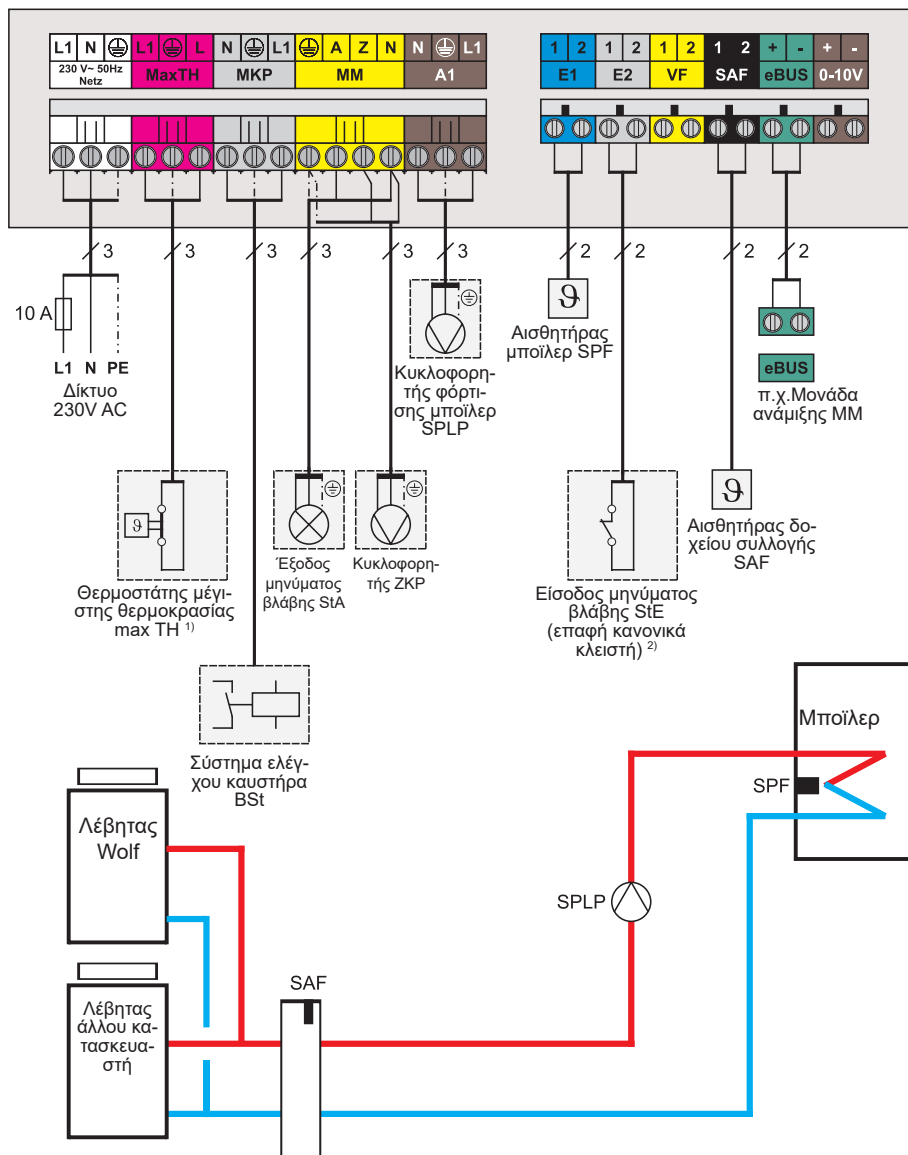 L1 N L1 L N L1 A Z N N L1
230 V~ 50Hz
Netz
MaxTH MKP MM A1
1 2 1 2 1 2 1 2 + - + -
E1 E2 VF SAF eBUS 0-10V
3 3 3 3 3 3 2 2 2 2
10 A
L1 N PE
Δίκτυο
230V AC
Κυκλοφορη-
τής φόρτι-
σης μποϊλερ
SPLP
ϑ
Αισθητήρας
μποϊλερ SPF
eBUS
π.χ.Μονάδα
ανάμιξης MM
ϑ
Θερμοστάτης μέγι-
στης θερμοκρασίας
max TH 1)
Έξοδος
μηνύματος
βλάβης StA
Κυκλοφορη-
τής ZKP
Είσοδος μηνύματος
βλάβης StE
(επαφή κανονικά
κλειστή) 2)
ϑ
Αισθητήρας δο-
χείου συλλογής
SAF
Σύστημα ελέγ-
χου καυστήρα
BSt
Μποϊλερ
SPF
Λέβητας
Wolf
SPLP
SAF
Λέβητας
άλλου κα-
τασκευα-
στή